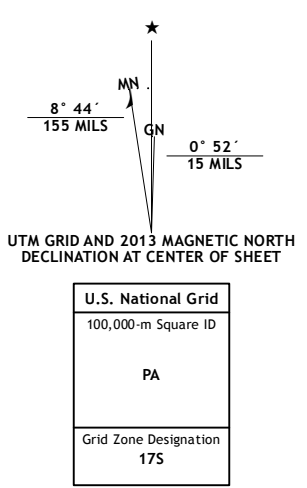 ★
MN
8° 44´
155 MILS
GN
0° 52´
15 MILS
UTM GRID AND 2013 MAGNETIC NORTH
DECLINATION AT CENTER OF SHEET
U.S. National Grid
100,000-m Square ID
PA
Grid Zone Designation
17S